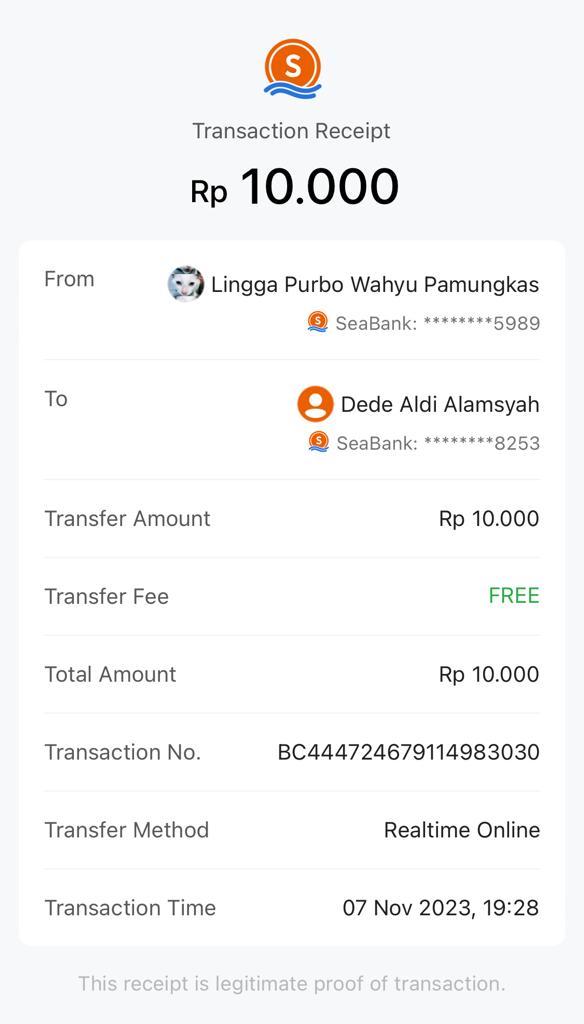 S
Transaction Receipt
Rp 10.000
From
Lingga Purbo Wahyu Pamungkas
SeaBank: ********5989
To
Dede Aldi Alamsyah
SeaBank: ********8253
Transfer Amount Rp 10.000
Transfer Fee FREE
Total Amount Rp 10.000
Transaction No. BC444724679114983030
Transfer Method Realtime Online
Transaction Time 07 Nov 2023, 19:28
This receipt is legitimate proof of transaction.